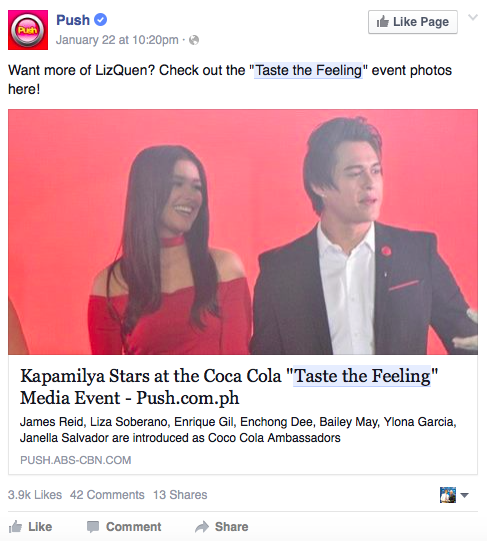 Push
Push
January 22 at 10:20pm ·
Like Page
Want more of LizQuen? Check out the "Taste the Feeling" event photos
here!
Kapamilya Stars at the Coca Cola "Taste the Feeling"
Media Event - Push.com.ph
James Reid, Liza Soberano, Enrique Gil, Enchong Dee, Bailey May, Ylona Garcia,
Janella Salvador are introduced as Coco Cola Ambassadors
PUSH.ABS-CBN.COM
3.9k Likes 42 Comments 13 Shares
Like Comment Share